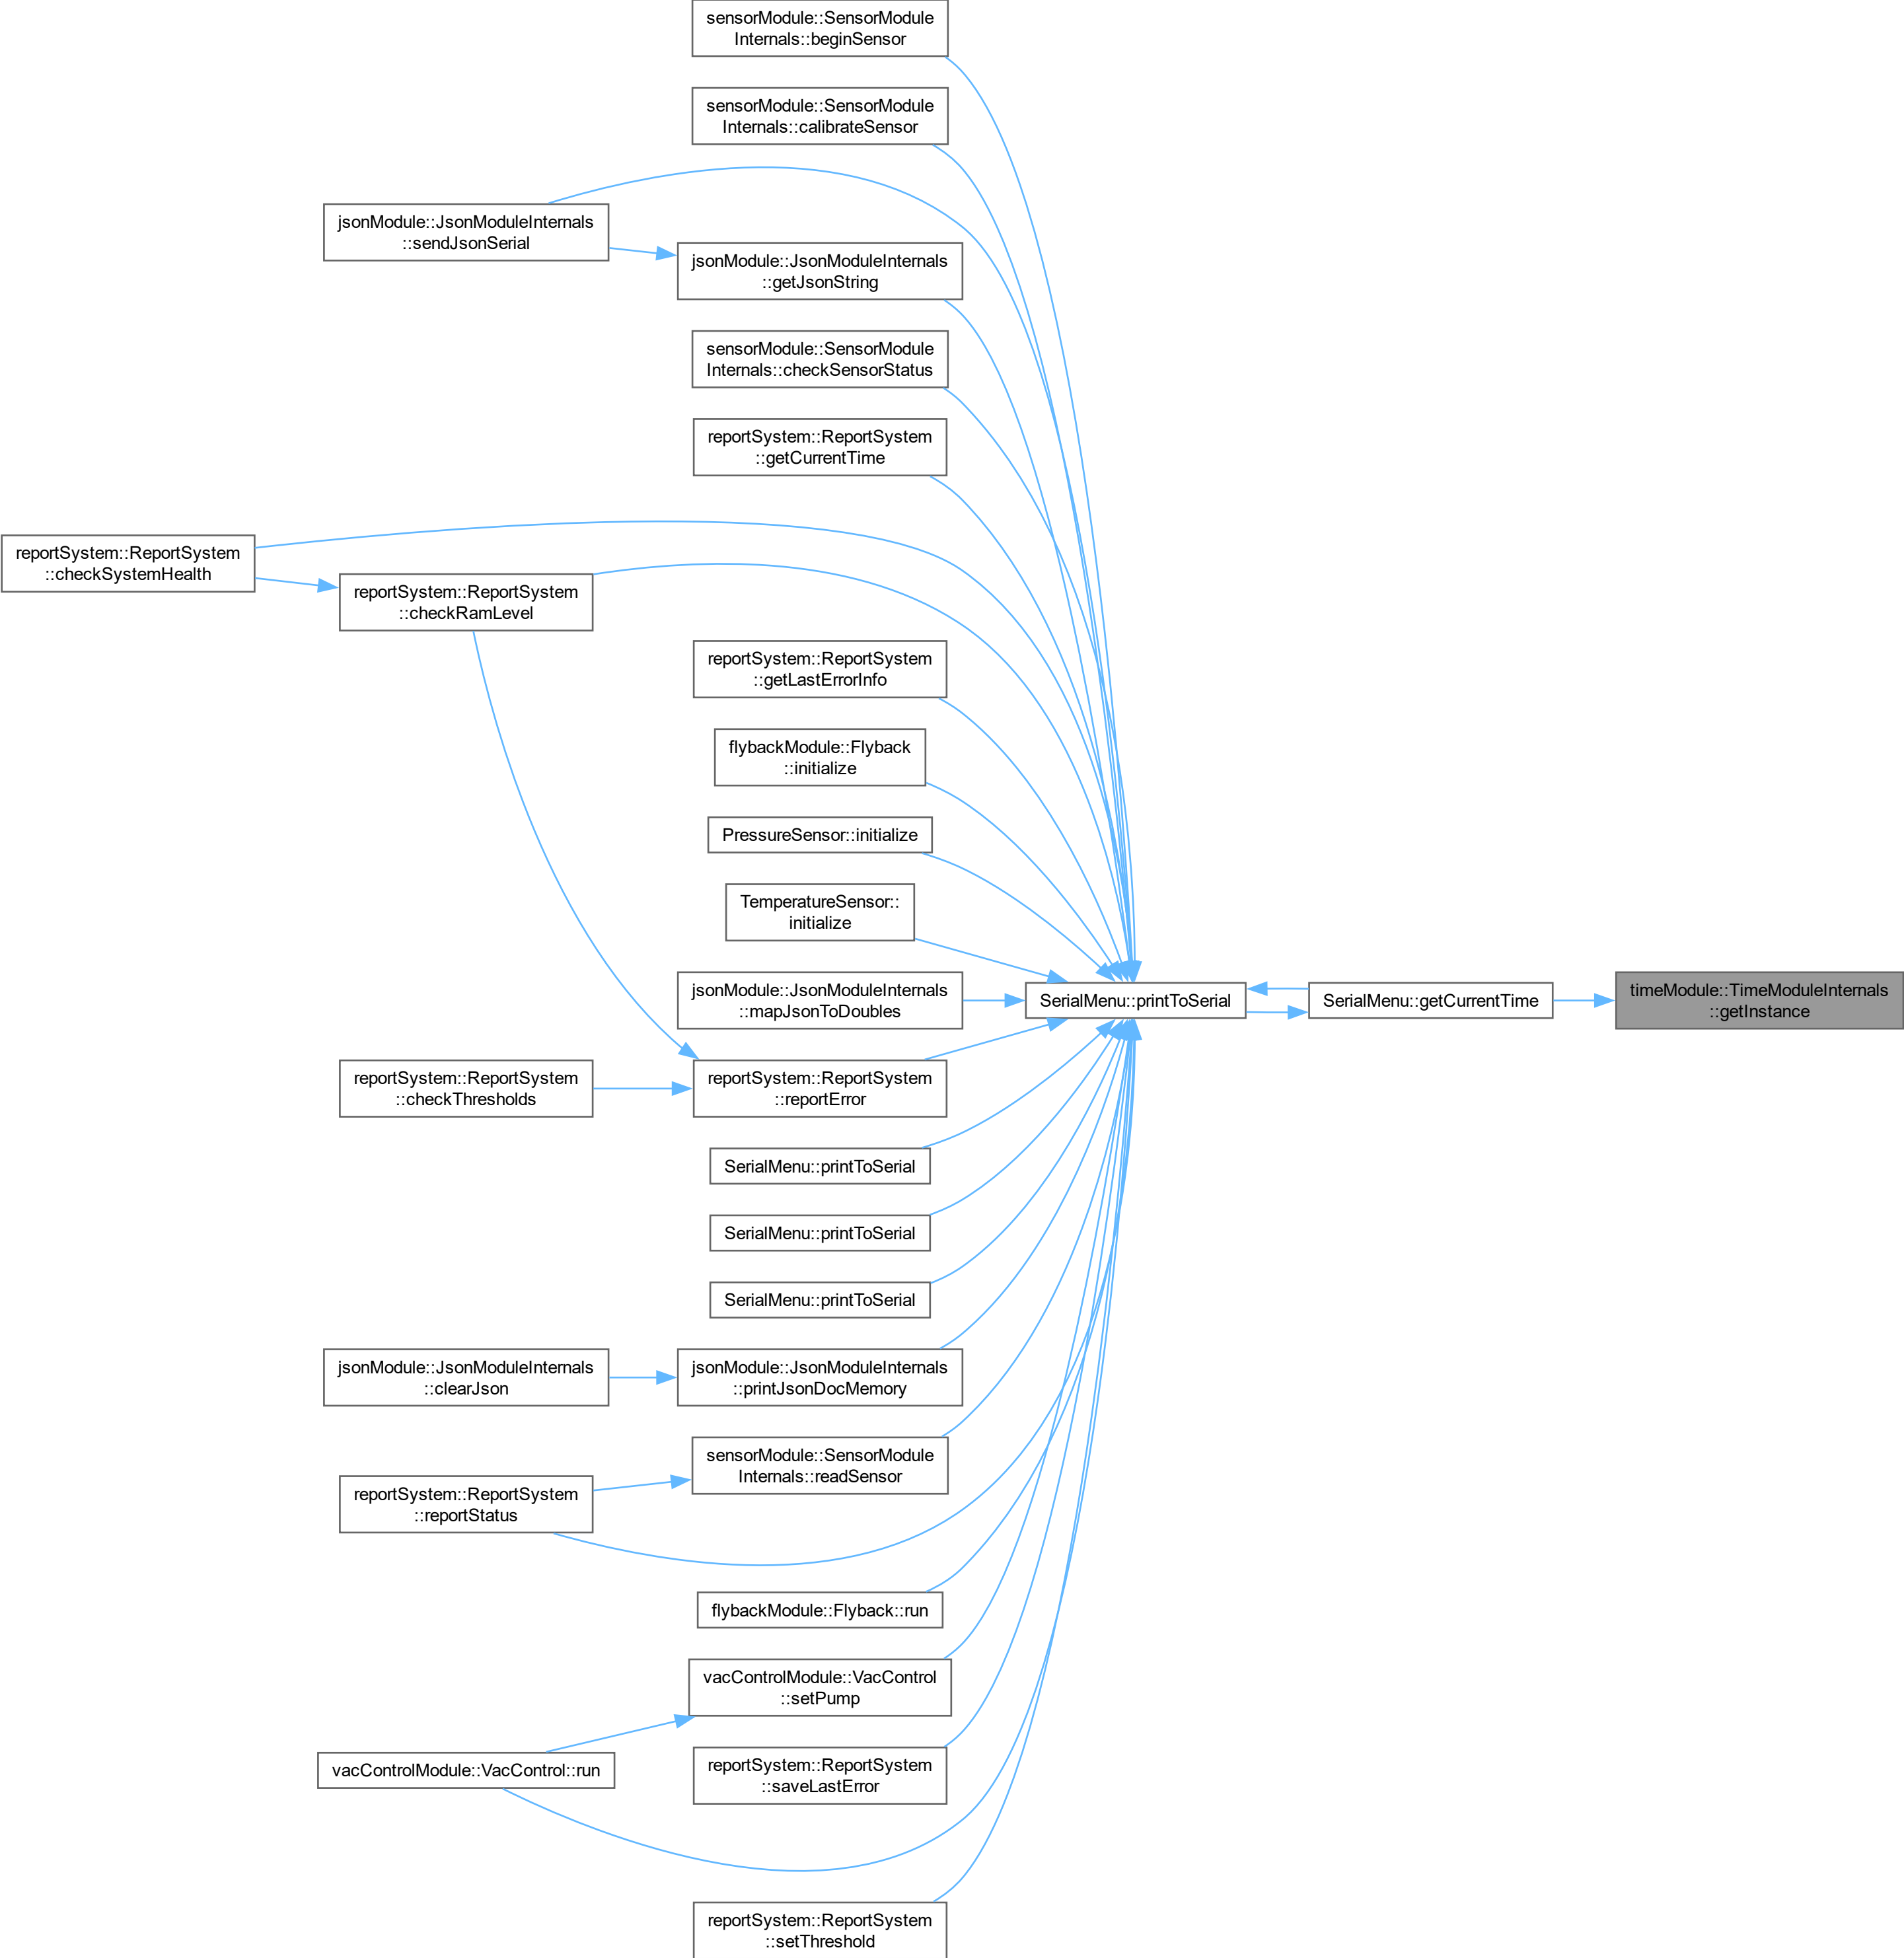 sensorModule::SensorModule
Internals::beginSensor
sensorModule::SensorModule
Internals::calibrateSensor
jsonModule::JsonModuleInternals
::sendJsonSerial
jsonModule::JsonModuleInternals
::getJsonString
sensorModule::SensorModule
Internals::checkSensorStatus
reportSystem::ReportSystem
::getCurrentTime
reportSystem::ReportSystem
::checkSystemHealth
reportSystem::ReportSystem
::checkRamLevel
reportSystem::ReportSystem
::getLastErrorInfo
flybackModule::Flyback
::initialize
PressureSensor::initialize
TemperatureSensor::
initialize
jsonModule::JsonModuleInternals
::mapJsonToDoubles
SerialMenu::printToSerial
SerialMenu::getCurrentTime
timeModule::TimeModuleInternals
::getInstance
reportSystem::ReportSystem
::checkThresholds
reportSystem::ReportSystem
::reportError
SerialMenu::printToSerial
SerialMenu::printToSerial
SerialMenu::printToSerial
jsonModule::JsonModuleInternals
::clearJson
jsonModule::JsonModuleInternals
::printJsonDocMemory
sensorModule::SensorModule
Internals::readSensor
reportSystem::ReportSystem
::reportStatus
flybackModule::Flyback::run
vacControlModule::VacControl
::setPump
vacControlModule::VacControl::run
reportSystem::ReportSystem
::saveLastError
reportSystem::ReportSystem
::setThreshold